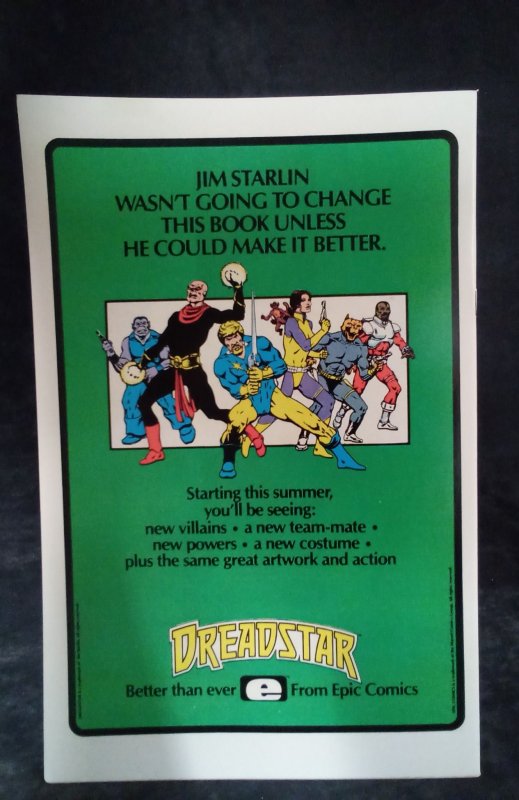 JIM STARLIN
WASN'T GOING TO CHANGE
THIS BOOK UNLESS
HE COULD MAKE IT BETTER.
Starting this summer,
you'll be seeing:
new villains • a new team-mate •
new powers • a new costume •
plus the same great artwork and action
DREADSTAR
Better than ever e From Epic Comics